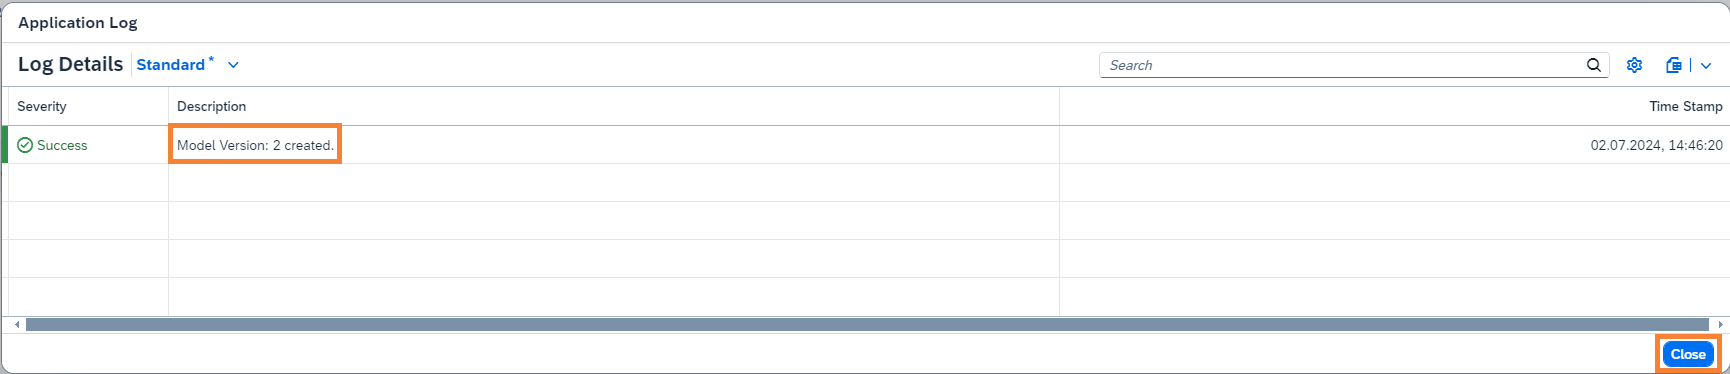 Application Log
Log Details Standard *
Search
Severity Description Time Stamp
Success Model Version: 2 created. 02.07.2024, 14:46:20
Close